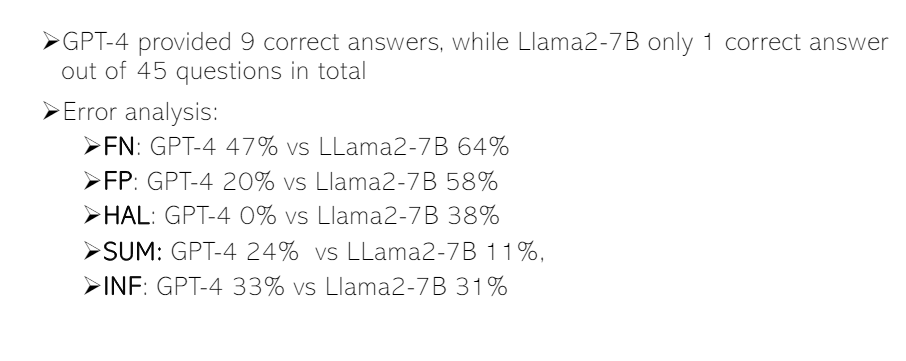 ➢GPT-4 provided 9 correct answers, while Llama2-7B only 1 correct answer
out of 45 questions in total
➢Error analysis:
➢FN: GPT-4 47% vs LLama2-7B 64%
➢FP: GPT-4 20% vs Llama2-7B 58%
➢HAL: GPT-4 0% vs Llama2-7B 38%
➢SUM: GPT-4 24% vs LLama2-7B 11%,
➢INF: GPT-4 33% vs Llama2-7B 31%